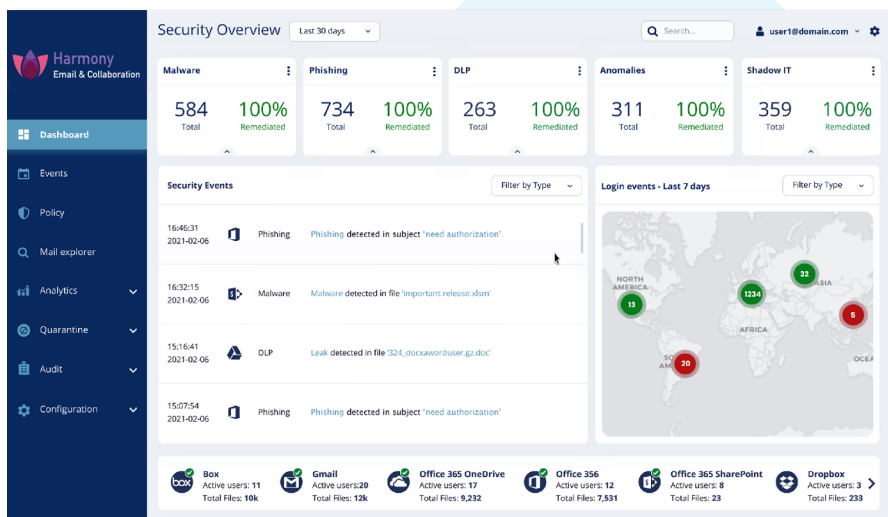 Harmony
Email & Collaboration
Dashboard
Events
Policy
Mail explorer
Analytics
Quarantine
Audit
Configuration
Security Overview
Last 30 days
Search...
user1@domain.com
Malware
584
Total
100%
Remediated
Phishing
734
Total
100%
Remediated
DLP
263
Total
100%
Remediated
Anomalies
311
Total
100%
Remediated
Shadow IT
359
Total
100%
Remediated
Security Events
Filter by Type
16:46:31
2021-02-06
Phishing
Phishing detected in subject 'need authorization'
16:32:15
2021-02-06
Malware
Malware detected in file 'important release.xlsm'
15:16:41
2021-02-06
DLP
Leak detected in file '324_docxaworduser.gz.doc'
15:07:54
2021-02-06
Phishing
Phishing detected in subject 'need authorization'
Login events - Last 7 days
Filter by Type
NORTH
AMERICA
13
1234
32
ASIA
5
AFRICA
SO
AM
20
OCEA
box
Box
Active users: 11
Total Files: 10k
Gmail
Active users:20
Total Files: 12k
Office 365 OneDrive
Active users: 17
Total Files: 9,232
Office 356
Active users: 12
Total Files: 7,531
Office 365 SharePoint
Active users: 8
Total Files: 23
Dropbox
Active users: 3
Total Files: 233